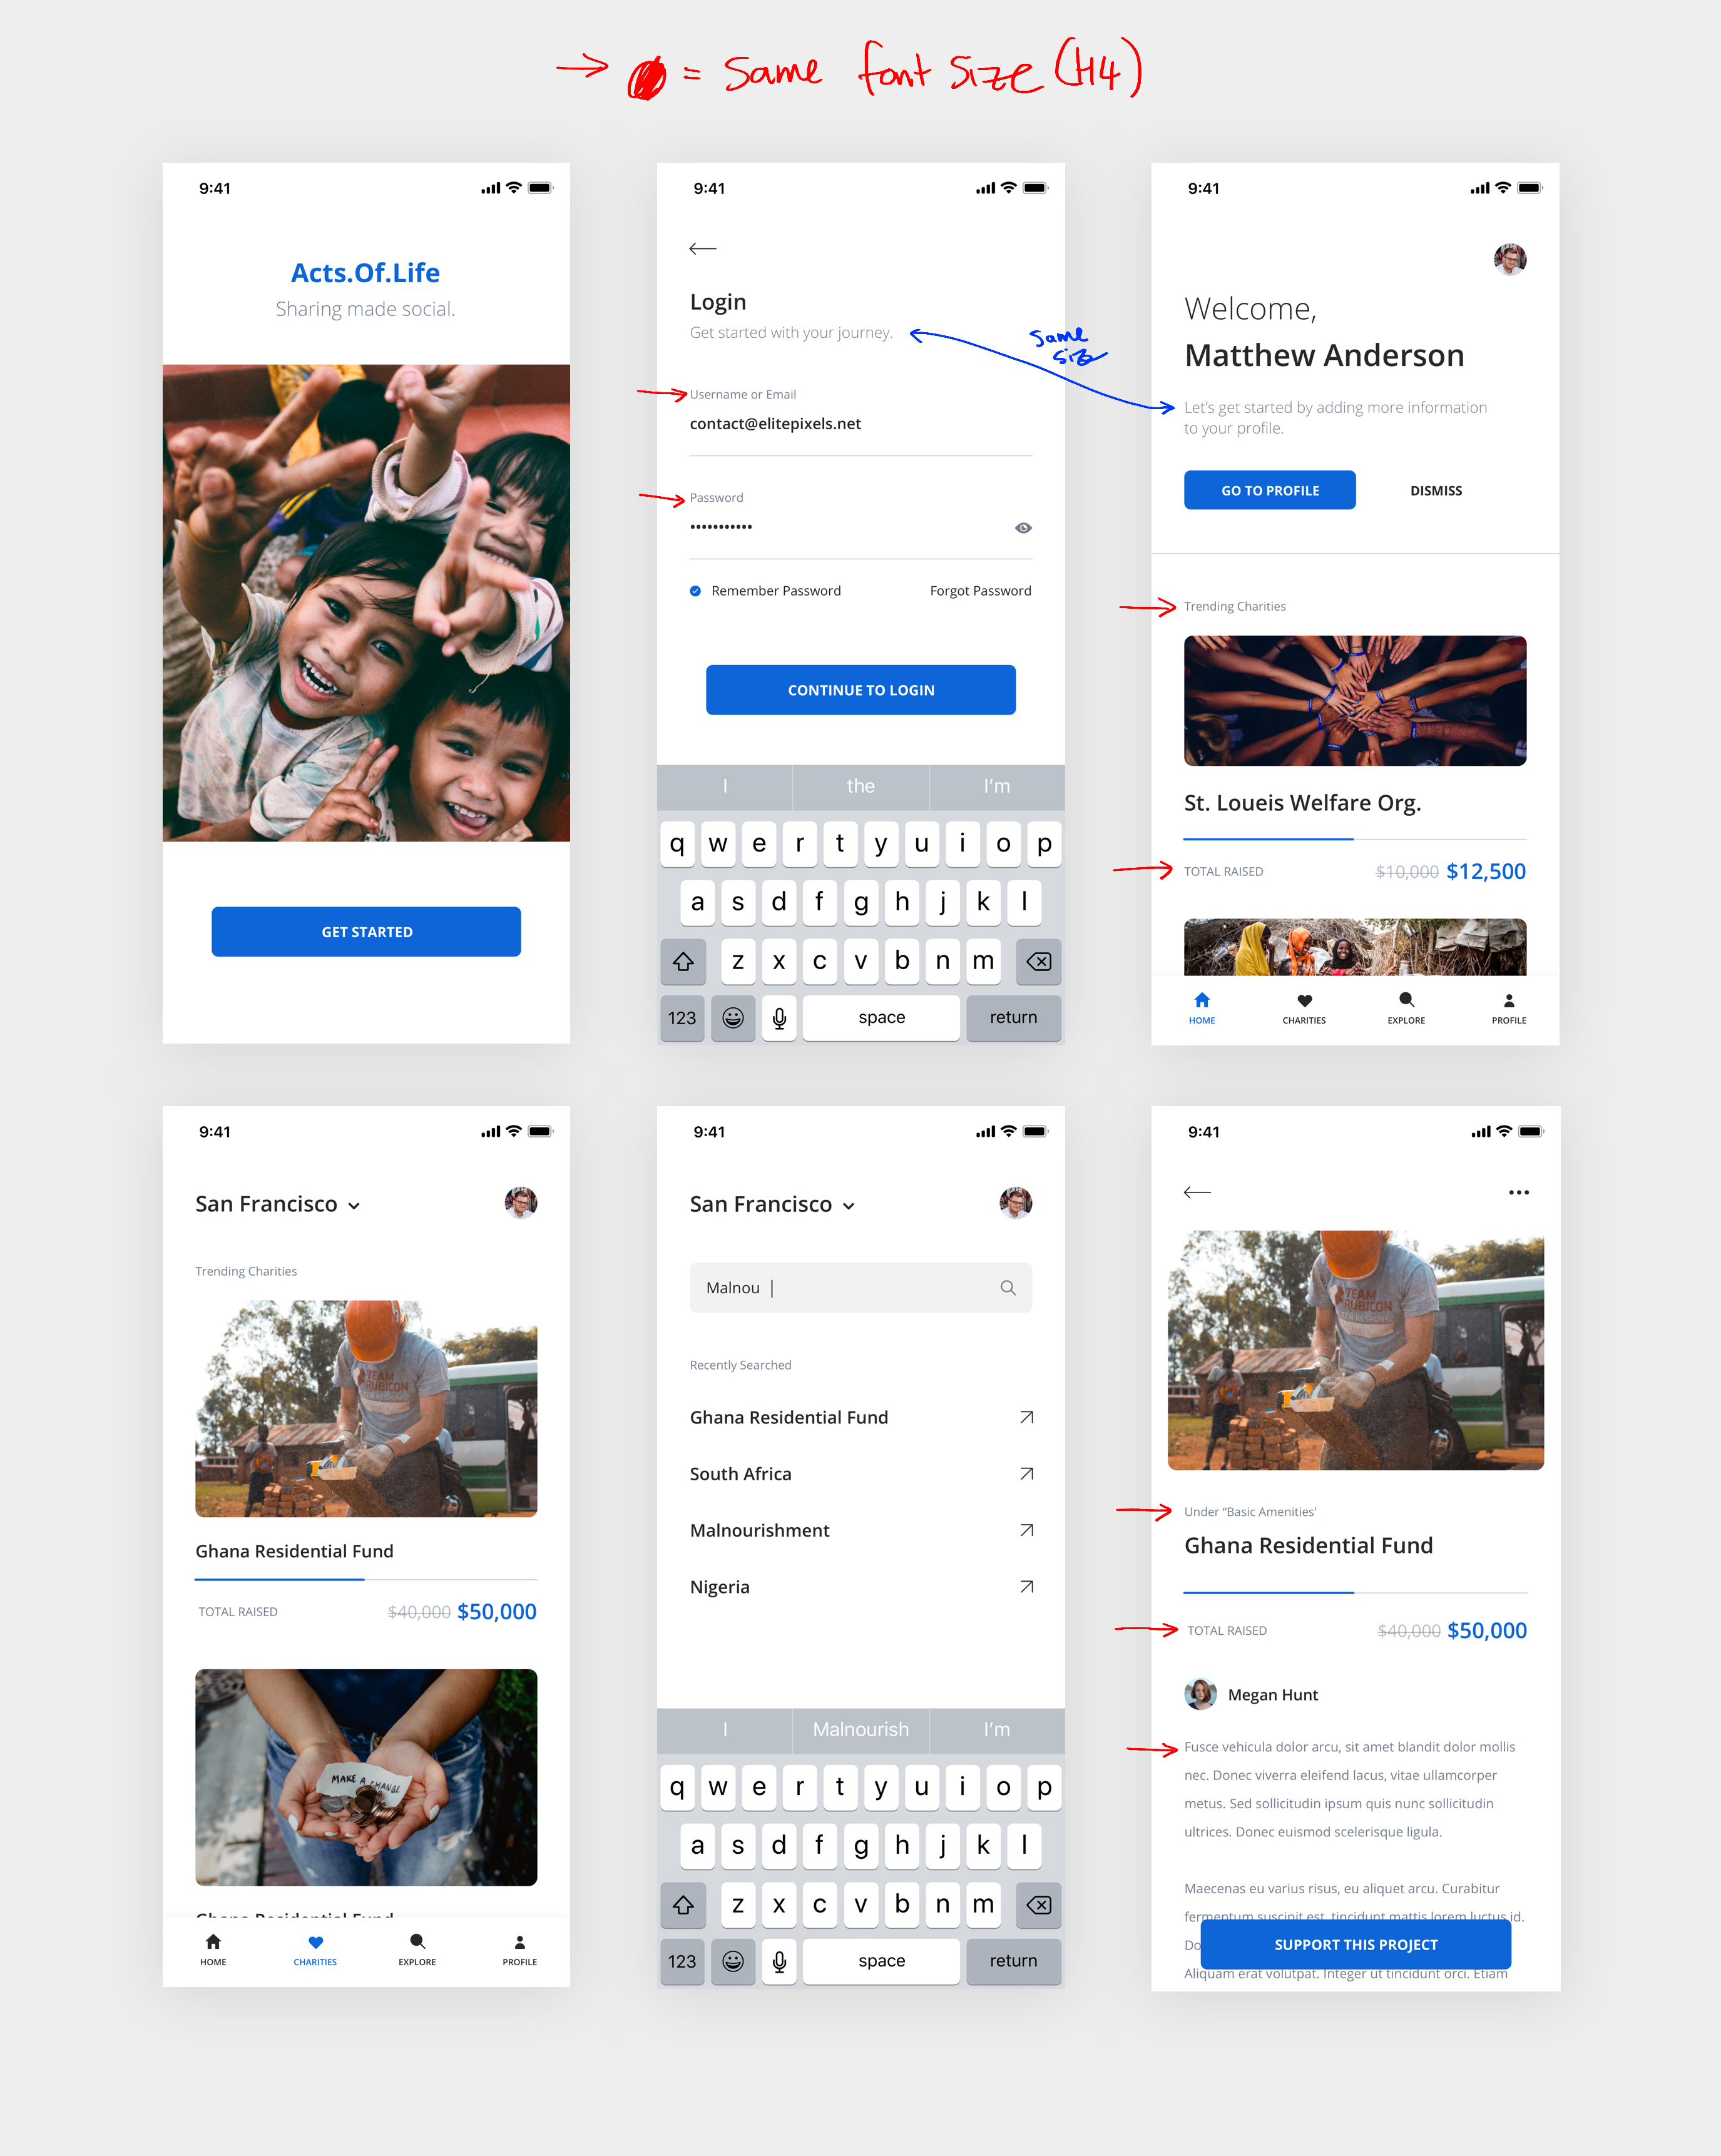 → = Same font Size (H4)
9:41
Acts.Of.Life
Sharing made social.
GET STARTED
9:41
Login
Get started with your journey.
Same
Size
Username or Email
contact@elitepixels.net
Password
•••••••••••
Remember Password
Forgot Password
CONTINUE TO LOGIN
I the I'm
q w e r t y u i o p
a s d f g h j k l
z x c v b n m
123 space return
9:41
Welcome,
Matthew Anderson
Let's get started by adding more information
to your profile.
GO TO PROFILE DISMISS
Trending Charities
St. Loueis Welfare Org.
TOTAL RAISED $10,000 $12,500
HOME CHARITIES EXPLORE PROFILE
9:41
San Francisco
Trending Charities
TEAM
RUBICON
Ghana Residential Fund
TOTAL RAISED $40,000 $50,000
MAKE A CHANGE
Ghana Residential Fund
HOME CHARITIES EXPLORE PROFILE
9:41
San Francisco
Malnou
Recently Searched
Ghana Residential Fund
South Africa
Malnourishment
Nigeria
I Malnourish I'm
q w e r t y u i o p
a s d f g h j k l
z x c v b n m
123 space return
9:41
TEAM
RUBICON
Under “Basic Amenities'
Ghana Residential Fund
TOTAL RAISED $40,000 $50,000
Megan Hunt
Fusce vehicula dolor arcu, sit amet blandit dolor mollis
nec. Donec viverra eleifend lacus, vitae ullamcorper
metus. Sed sollicitudin ipsum quis nunc sollicitudin
ultrices. Donec euismod scelerisque ligula.
Maecenas eu varius risus, eu aliquet arcu. Curabitur
fermentum suscipit est, tincidunt mattis lorem luctus id.
Do
SUPPORT THIS PROJECT
Aliquam erat volutpat. Integer ut tincidunt orci. Etiam